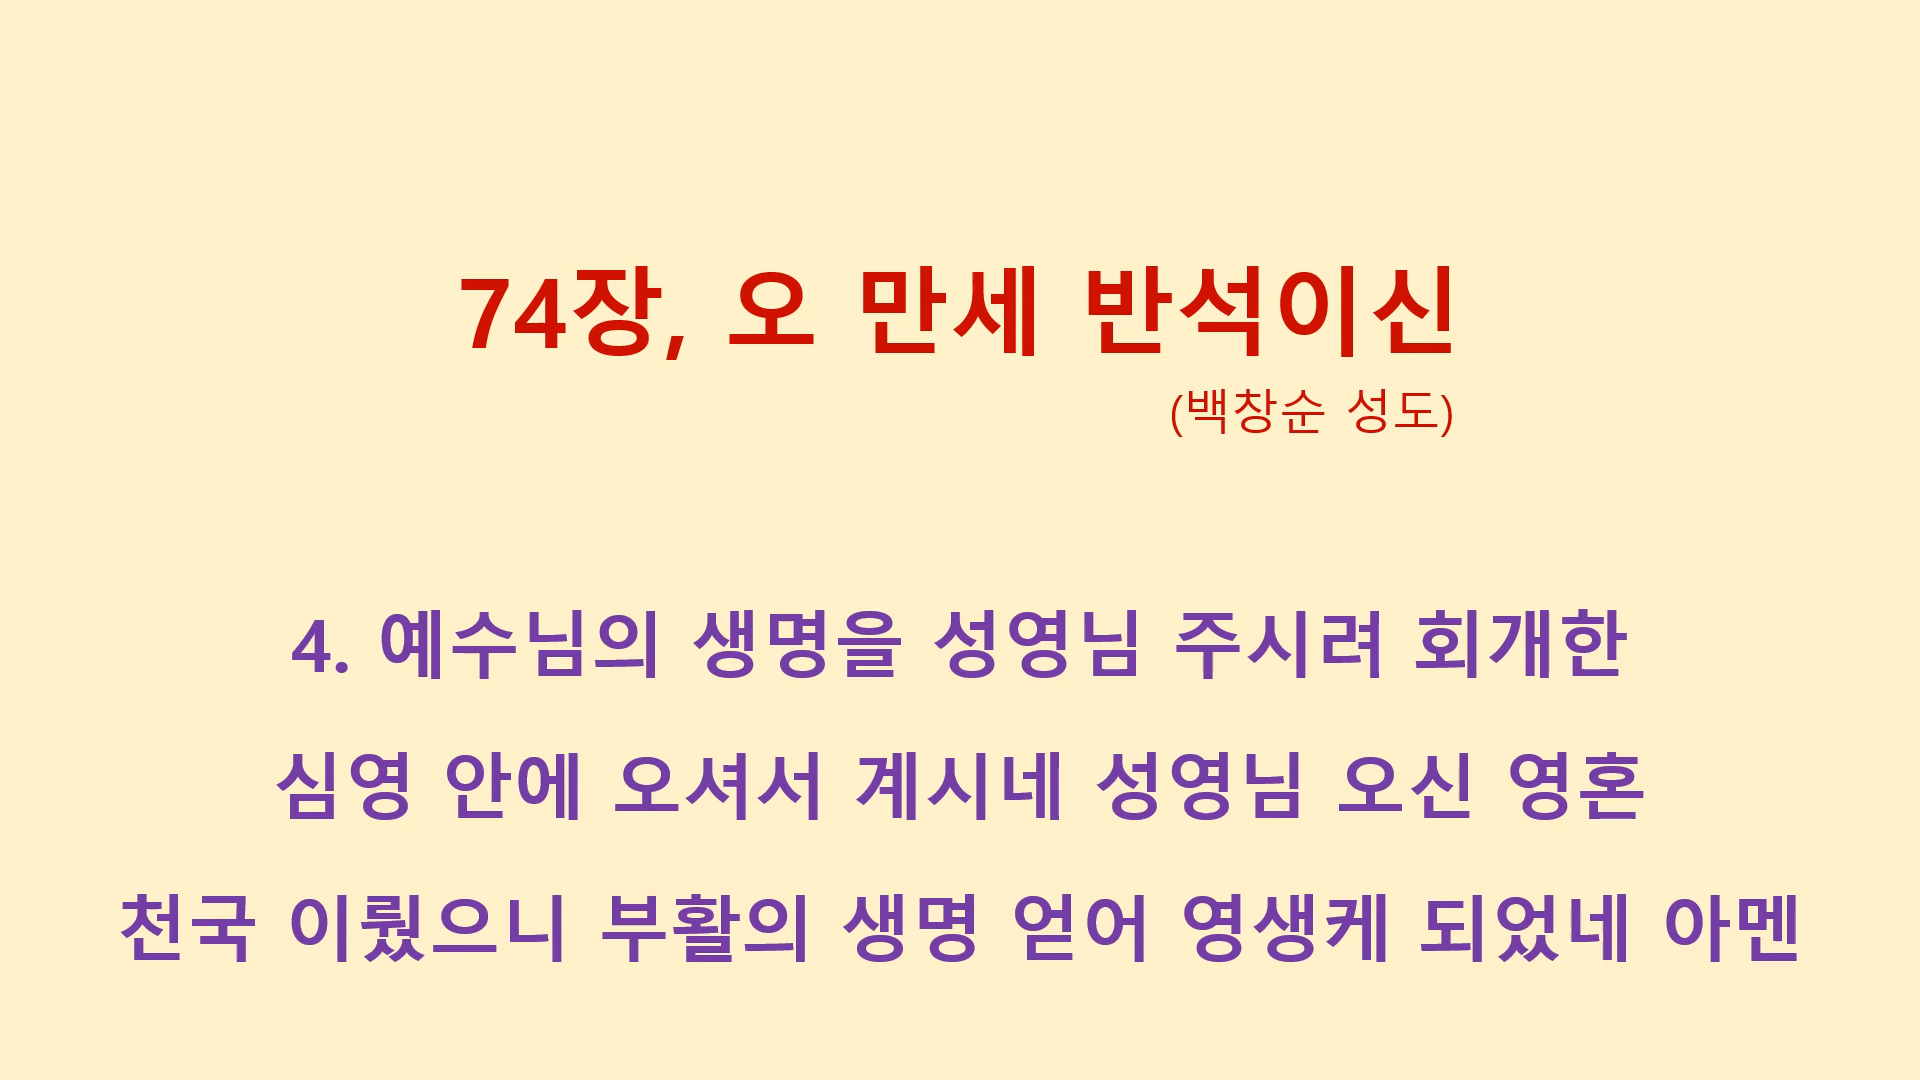 74장, 오 만세 반석이신
(백창순 성도)
4. 예수님의 생명을 성영님 주시려 회개한
심영 안에 오셔서 계시네 성영님 오신 영혼
천국 이뤘으니 부활의 생명 얻어 영생케 되었네 아멘